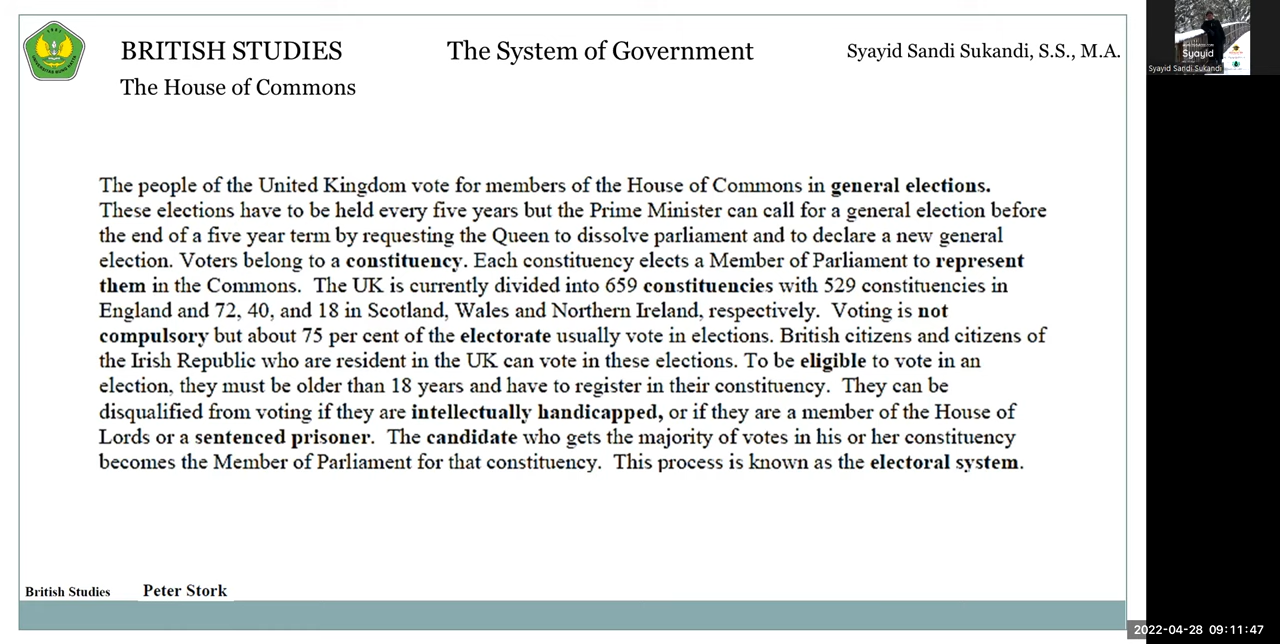 BRITISH STUDIES
The System of Government
Syayid Sandi Sukandi, S.S., M.A.
The House of Commons
The people of the United Kingdom vote for members of the House of Commons in general elections.
These elections have to be held every five years but the Prime Minister can call for a general election before
the end of a five year term by requesting the Queen to dissolve parliament and to declare a new general
election. Voters belong to a constituency. Each constituency elects a Member of Parliament to represent
them in the Commons. The UK is currently divided into 659 constituencies with 529 constituencies in
England and 72, 40, and 18 in Scotland, Wales and Northern Ireland, respectively. Voting is not
compulsory but about 75 per cent of the electorate usually vote in elections. British citizens and citizens of
the Irish Republic who are resident in the UK can vote in these elections. To be eligible to vote in an
election, they must be older than 18 years and have to register in their constituency. They can be
disqualified from voting if they are intellectually handicapped, or if they are a member of the House of
Lords or a sentenced prisoner. The candidate who gets the majority of votes in his or her constituency
becomes the Member of Parliament for that constituency. This process is known as the electoral system.
British Studies
Peter Stork
Syayid
Syayid Sandi Sukandi
2022-04-28 09:11:47